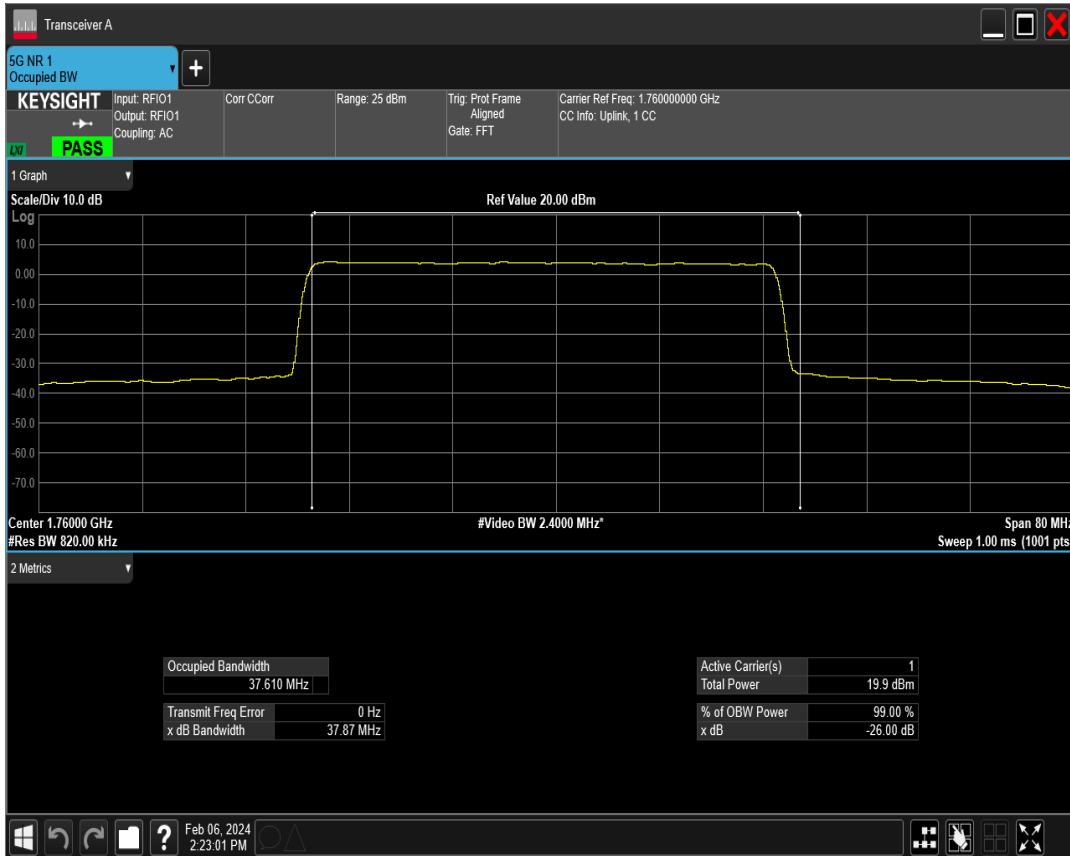 Transceiver A
5G NR 1
Occupied BW
KEYSIGHT
LXI
PASS
Input: RFIO1
Output: RFIO1
Coupling: AC
Corr CCorr
Range: 25 dBm
Trig: Prot Frame
Aligned
Gate: FFT
Carrier Ref Freq: 1.760000000 GHz
CC Info: Uplink, 1 CC
1 Graph
Scale/Div 10.0 dB
Ref Value 20.00 dBm
Log
10.0
0.00
-10.0
-20.0
-30.0
-40.0
-50.0
-60.0
-70.0
Center 1.76000 GHz
#Video BW 2.4000 MHz*
Span 80 MHz
#Res BW 820.00 kHz
Sweep 1.00 ms (1001 pts
2 Metrics
Occupied Bandwidth
37.610 MHz
Transmit Freq Error 0 Hz
x dB Bandwidth 37.87 MHz
Active Carrier(s) 1
Total Power 19.9 dBm
% of OBW Power 99.00 %
x dB -26.00 dB
?
Feb 06, 2024
2:23:01 PM